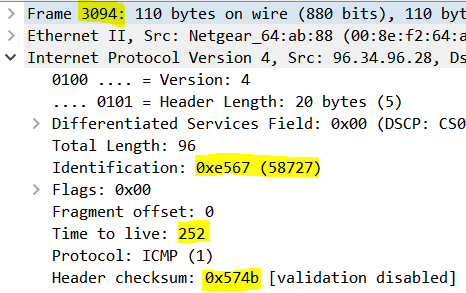 Frame 3094: 110 bytes on wire (880 bits), 110 byt
Ethernet II, Src: Netgear_64:ab:88 (00:8e:f2:64:a
Internet Protocol Version 4, Src: 96.34.96.28, Ds
0100 .... = Version: 4
.... 0101 = Header Length: 20 bytes (5)
Differentiated Services Field: 0x00 (DSCP: CS0
Total Length: 96
Identification: 0xe567 (58727)
Flags: 0x00
Fragment offset: 0
Time to live: 252
Protocol: ICMP (1)
Header checksum: 0x574b [validation disabled]